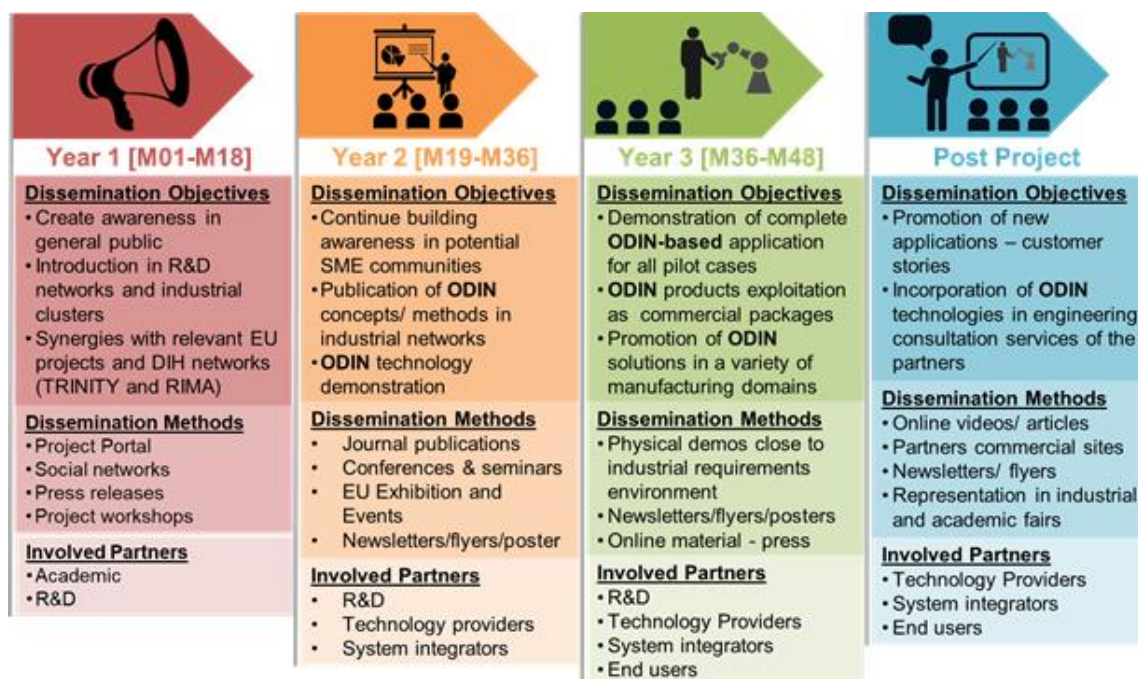 Year 1 [M01-M18]
Dissemination Objectives
• Create awareness in
general public
• Introduction in R&D
networks and industrial
clusters
• Synergies with relevant EU
projects and DIH networks
(TRINITY and RIMA)
Dissemination Methods
• Project Portal
• Social networks
• Press releases
• Project workshops
Involved Partners
• Academic
• R&D
Year 2 [M19-M36]
Dissemination Objectives
• Continue building
awareness in potential
SME communities
• Publication of ODIN
concepts/ methods in
industrial networks
• ODIN technology
demonstration
Dissemination Methods
• Journal publications
• Conferences & seminars
• EU Exhibition and
Events
• Newsletters/flyers/poster
Involved Partners
• R&D
• Technology providers
• System integrators
Year 3 [M36-M48]
Dissemination Objectives
• Demonstration of complete
ODIN-based application
for all pilot cases
• ODIN products exploitation
as commercial packages
• Promotion of ODIN
solutions in a variety of
manufacturing domains
Dissemination Methods
• Physical demos close to
industrial requirements
environment
• Newsletters/flyers/posters
• Online material - press
Involved Partners
• R&D
• Technology Providers
• System integrators
• End users
Post Project
Dissemination Objectives
• Promotion of new
applications – customer
stories
• Incorporation of ODIN
technologies in engineering
consultation services of the
partners
Dissemination Methods
• Online videos/ articles
• Partners commercial sites
• Newsletters/ flyers
• Representation in industrial
and academic fairs
Involved Partners
• Technology Providers
• System integrators
• End users